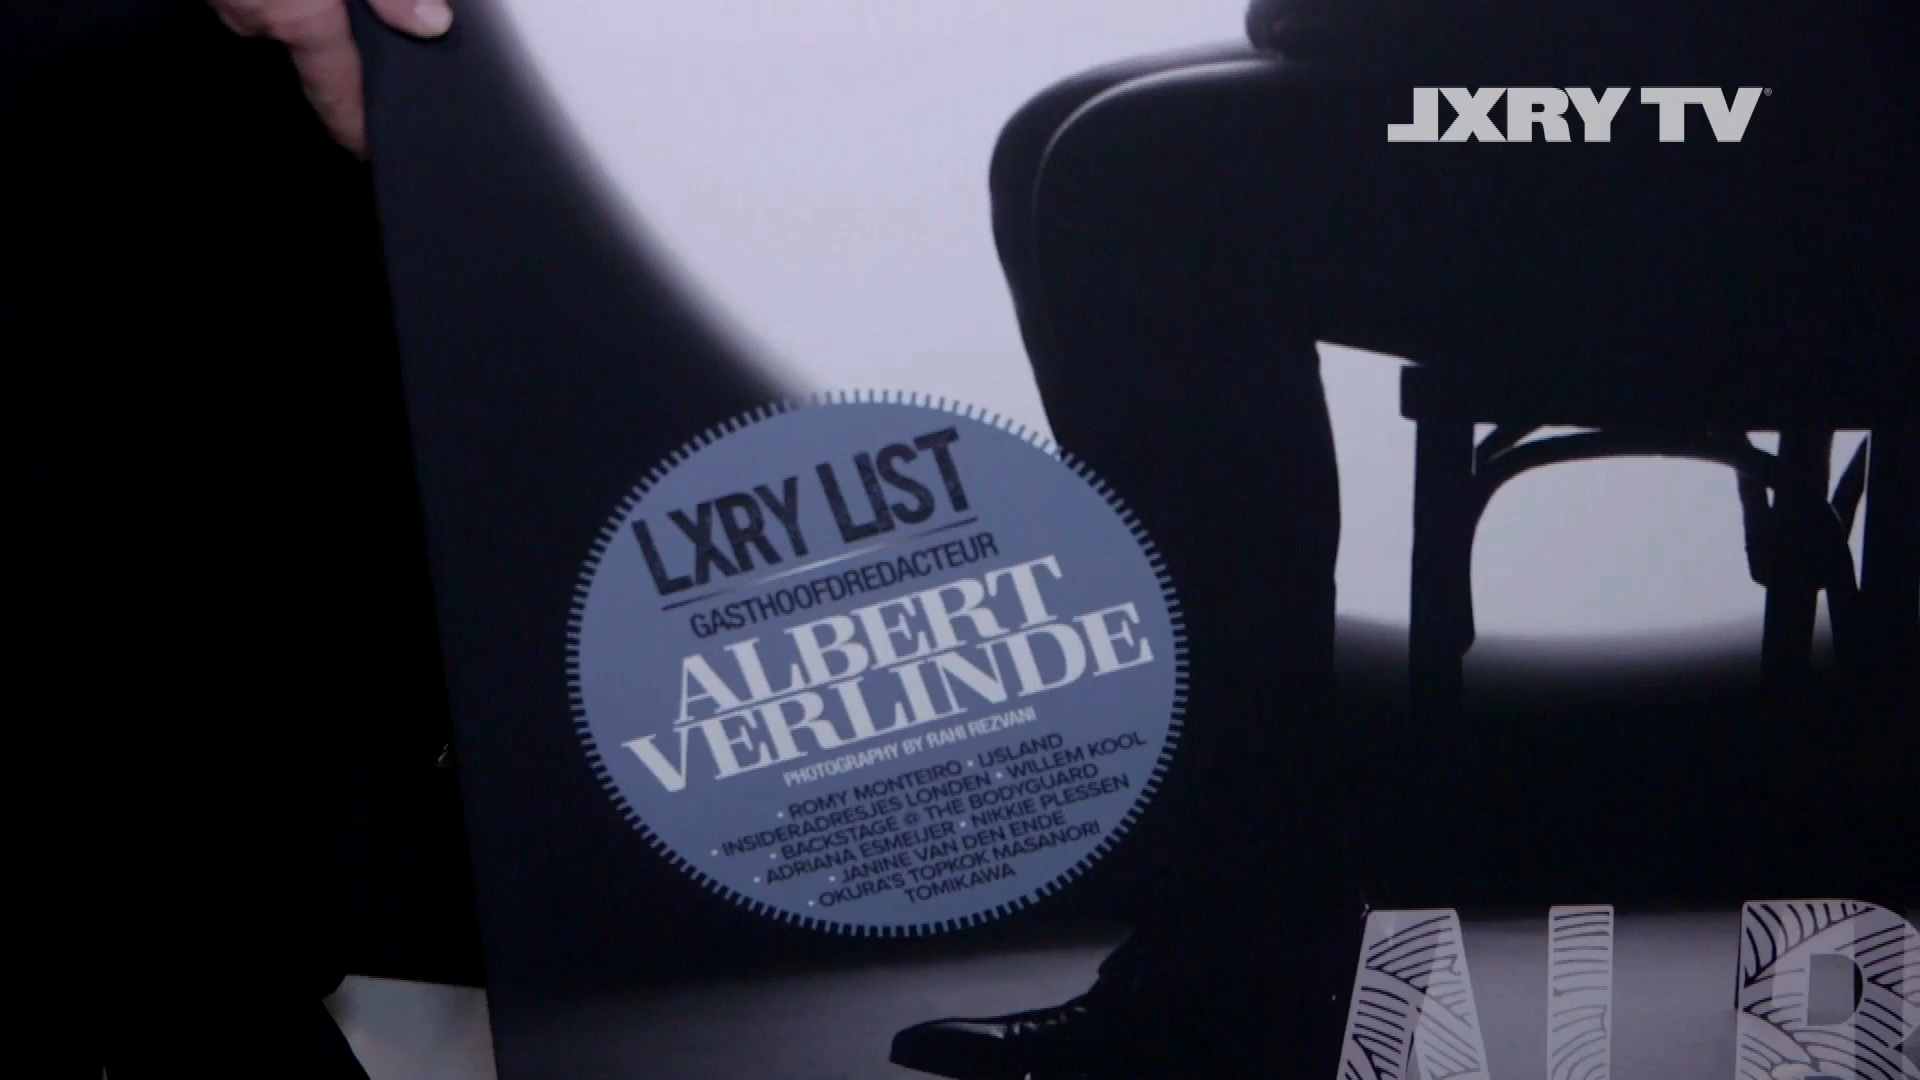 JXRY TV
LXRY LIST
GASTHOOFDREDACTEUR
ALBERT
VERLINDE
PHOTOGRAPHY BY RAHI REZVANI
• ROMY MONTEIRO • IJSLAND
• INSIDERADRESJES LONDEN • WILLEM KOOL
• BACKSTAGE @ THE BODYGUARD
• ADRIANA ESMEIJER • NIKKIE PLESSEN
• JANINE VAN DEN ENDE
• OKURA'S TOPKOK MASANORI
TOMIKAWA
ALB